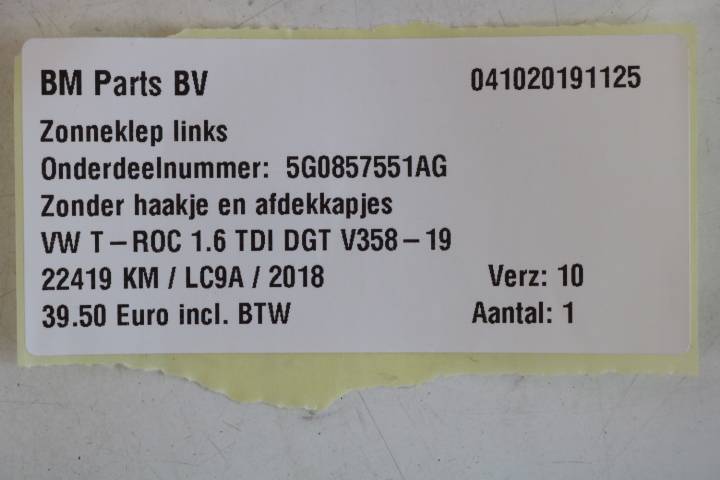 BM Parts BV 041020191125
Zonneklep links
Onderdeelnummer: 5G0857551AG
Zonder haakje en afdekkapjes
VW T-ROC 1.6 TDI DGT V358-19
22419 KM / LC9A / 2018 Verz: 10
39.50 Euro incl. BTW Aantal: 1